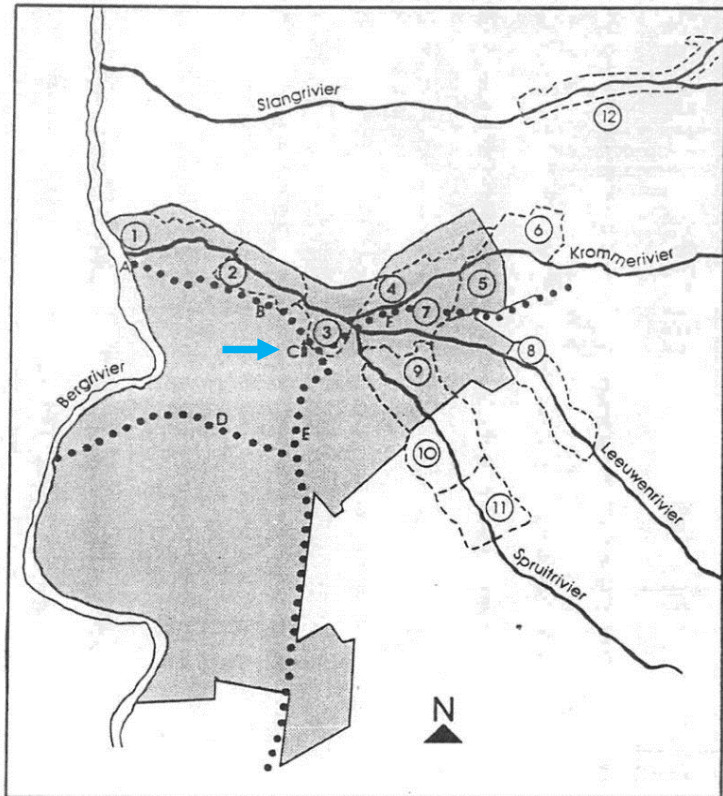 Slangrivier
12
1
6
Krommerivier
A
2
4
5
B
7
F
3
C
8
Bergrivier
9
D
E
10
Leeuwenrivier
11
Spruitrivier
N